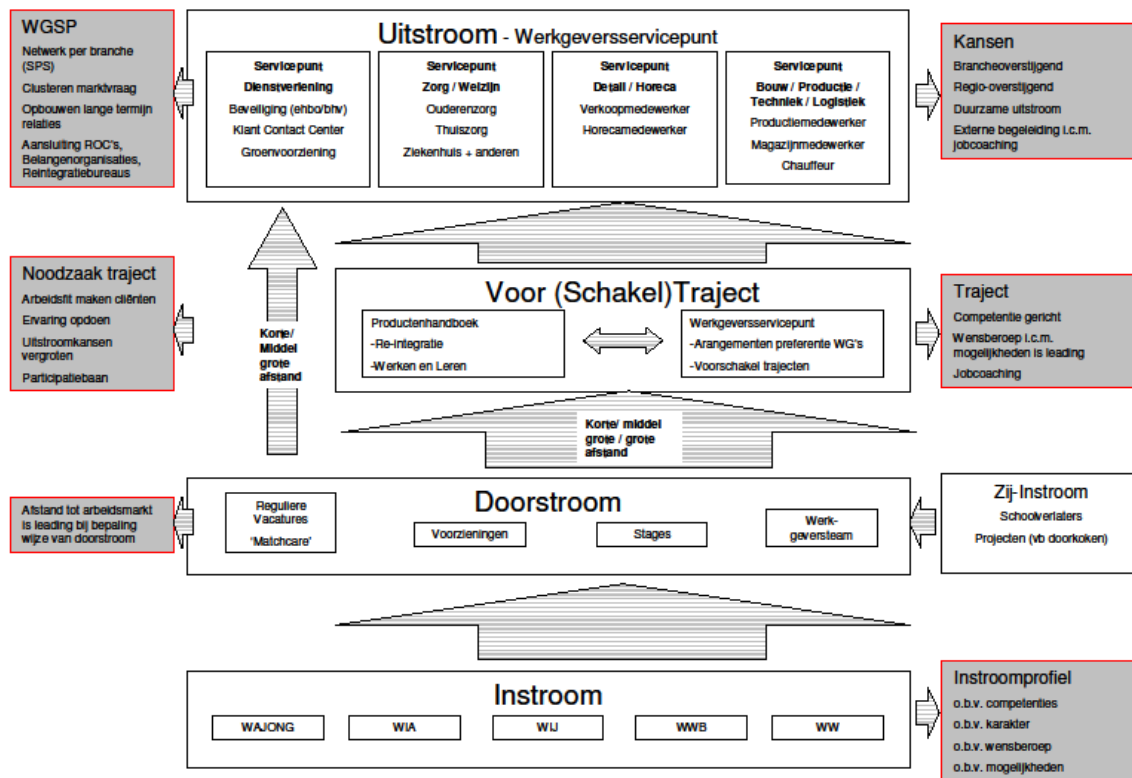 WGSP
Netwerk per branche
(SPS)
Clusteren marktvraag
Opbouwen lange termijn
relaties
Aansluiting ROC's,
Belangenorganisaties,
Reintegratiebureaus
Uitstroom - Werkgeversservicepunt
Servicepunt
Dienstverlening
Beveiliging (ehbo/bhv)
Klant Contact Center
Groenvoorziening
Servicepunt
Zorg / Welzijn
Ouderenzorg
Thuiszorg
Ziekenhuis + anderen
Servicepunt
Detail / Horeca
Verkoopmedewerker
Horecamedewerker
Servicepunt
Bouw / Productie /
Techniek / Logistiek
Productiemedewerker
Magazijnmedewerker
Chauffeur
Kansen
Brancheoverstijgend
Regio-overstijgend
Duurzame uitstroom
Externe begeleiding i.c.m.
jobcoaching
Noodzaak traject
Arbeidsfit maken cliënten
Ervaring opdoen
Uitstroomkansen
vergroten
Participatiebaan
Korte/
Middel
grote
afstand
Voor (Schakel)Traject
Productenhandboek
-Re-integratie
-Werken en Leren
Werkgeversservicepunt
-Arangementen preferente WG's
-Voorschakel trajecten
Traject
Competentie gericht
Wensberoep i.c.m.
mogelijkheden is leading
Jobcoaching
Korte/ middel
grote / grote
afstand
Afstand tot arbeidsmarkt
is leading bij bepaling
wijze van doorstroom
Doorstroom
Reguliere
Vacatures
'Matchcare'
Voorzieningen
Stages
Werk-
geversteam
Zij-Instroom
Schoolverlaters
Projecten (vb doorkoken)
Instroom
WAJONG
WIA
WIJ
WWB
WW
Instroomprofiel
o.b.v. competenties
o.b.v. karakter
o.b.v. wensberoep
o.b.v. mogelijkheden